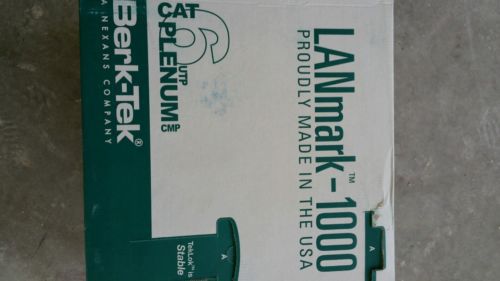 LANmark™-1000
PROUDLY MADE IN THE USA
CAT 6 UTP
PLENUM CMP
Berk-Tek®
A NEXANS COMPANY
TekLok™ is
Stable
A
A